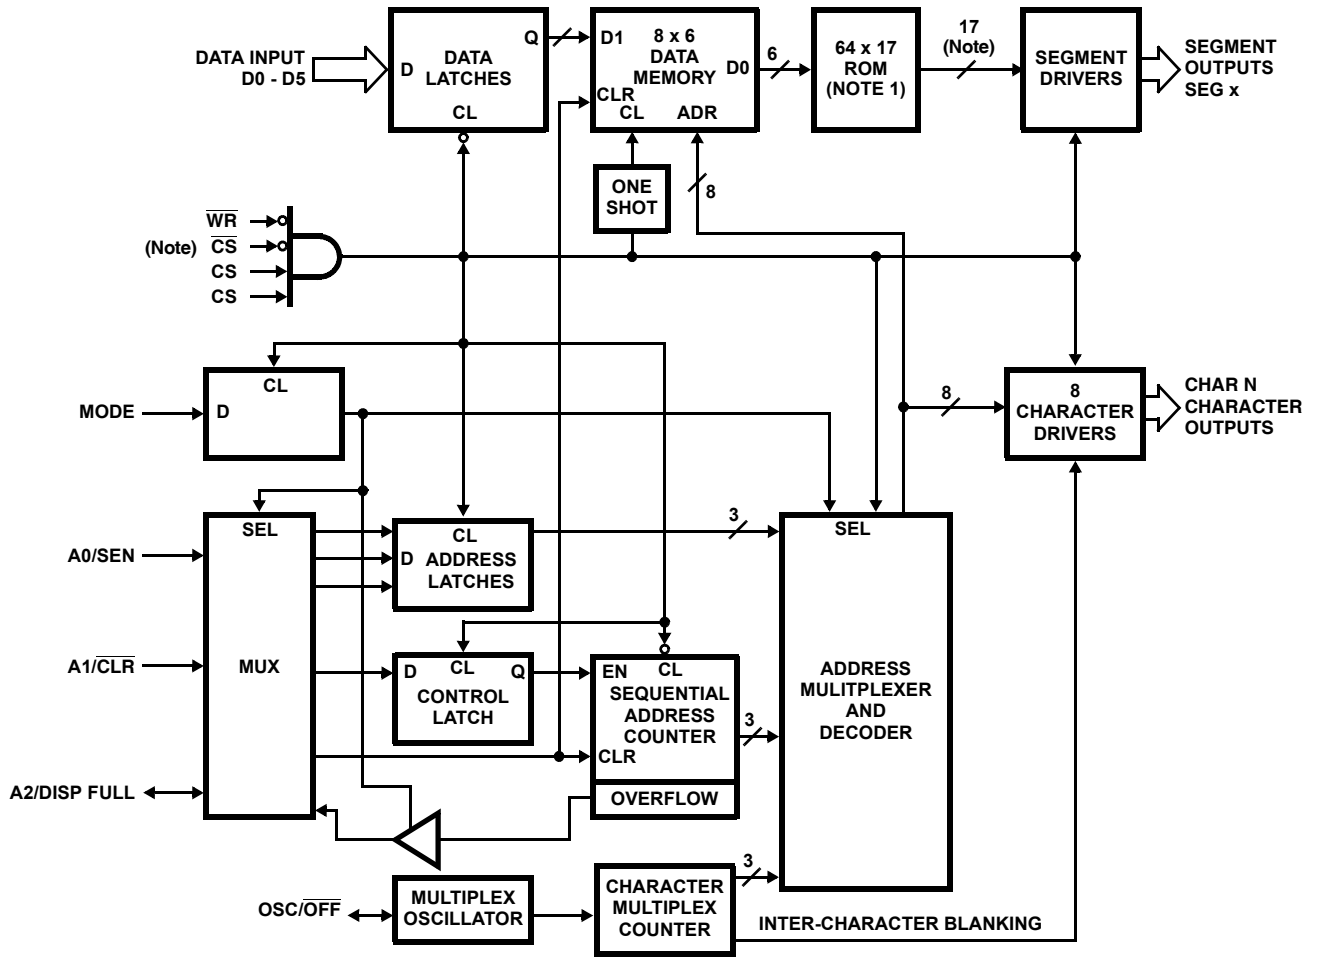 DATA INPUT
D0 - D5
D
DATA
LATCHES
Q
CL
D1
8 x 6
DATA
MEMORY
D0
CLR
CL
ADR
6
64 x 17
ROM
(NOTE 1)
17
(Note)
SEGMENT
DRIVERS
SEGMENT
OUTPUTS
SEG x
ONE
SHOT
8
(Note)
W̅R̅
C̅S̅
CS
CS
MODE
CL
D
8
8
CHARACTER
DRIVERS
CHAR N
CHARACTER
OUTPUTS
A0/SEN
A1/C̅L̅R̅
A2/DISP FULL
SEL
MUX
CL
D
ADDRESS
LATCHES
3
SEL
ADDRESS
MULITPLEXER
AND
DECODER
D
CL
Q
CONTROL
LATCH
EN
CL
SEQUENTIAL
ADDRESS
COUNTER
CLR
OVERFLOW
3
OSC/O̅F̅F̅
MULTIPLEX
OSCILLATOR
CHARACTER
MULTIPLEX
COUNTER
3
INTER-CHARACTER BLANKING